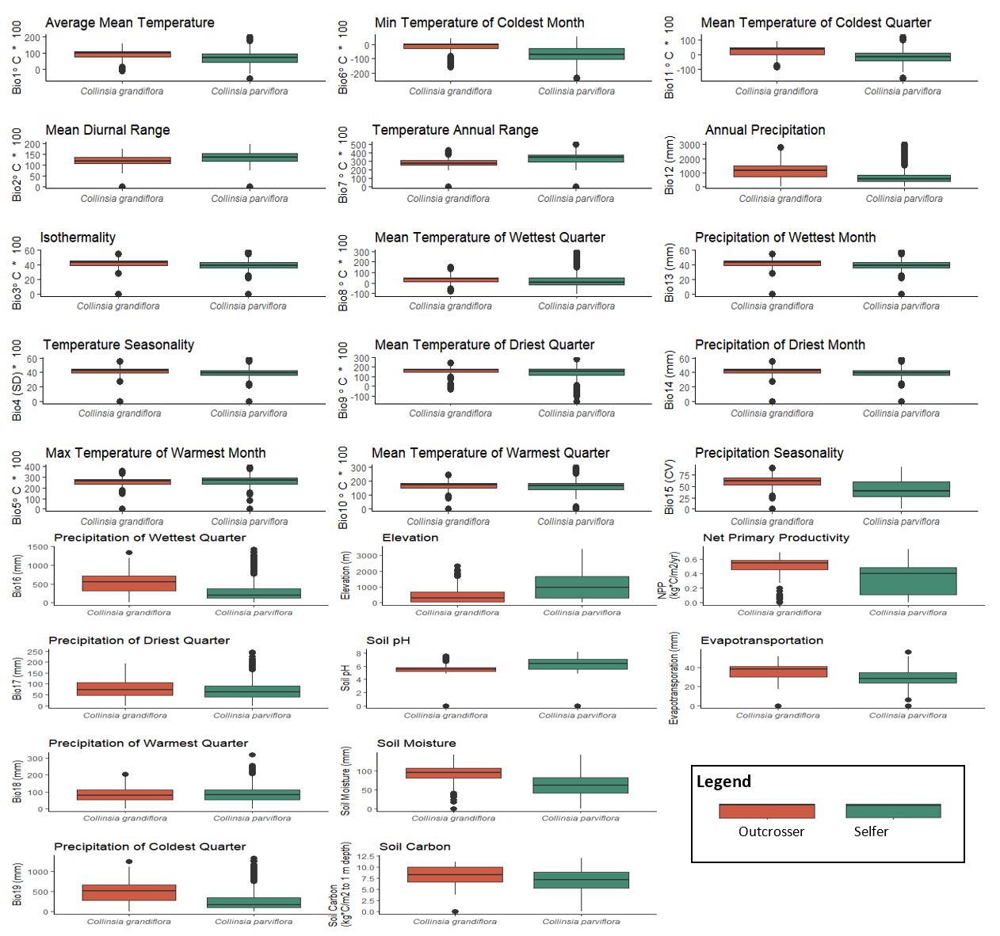 Average Mean Temperature
Bio1° C * 100
200
100
0
Collinsia grandiflora
Collinsia parviflora
Min Temperature of Coldest Month
Bio6° C * 100
0
-100
-200
Collinsia grandiflora
Collinsia parviflora
Mean Temperature of Coldest Quarter
Bio11 ° C * 100
100
0
-100
Collinsia grandiflora
Collinsia parviflora
Mean Diurnal Range
Bio2° C * 100
200
150
100
50
0
Collinsia grandiflora
Collinsia parviflora
Temperature Annual Range
Bio7 ° C * 100
500
400
300
200
100
0
Collinsia grandiflora
Collinsia parviflora
Annual Precipitation
Bio12 (mm)
3000
2000
1000
0
Collinsia grandiflora
Collinsia parviflora
Isothermality
Bio3° C * 100
60
40
20
0
Collinsia grandiflora
Collinsia parviflora
Mean Temperature of Wettest Quarter
Bio8 ° C * 100
300
200
100
0
-100
Collinsia grandiflora
Collinsia parviflora
Precipitation of Wettest Month
Bio13 (mm)
60
40
20
0
Collinsia grandiflora
Collinsia parviflora
Temperature Seasonality
Bio4 (SD) * 100
60
40
20
0
Collinsia grandiflora
Collinsia parviflora
Mean Temperature of Driest Quarter
Bio9 ° C * 100
300
200
100
0
-100
Collinsia grandiflora
Collinsia parviflora
Precipitation of Driest Month
Bio14 (mm)
60
40
20
0
Collinsia grandiflora
Collinsia parviflora
Max Temperature of Warmest Month
Bio5° C * 100
400
300
200
100
0
Collinsia grandiflora
Collinsia parviflora
Mean Temperature of Warmest Quarter
Bio10 ° C * 100
300
200
100
0
Collinsia grandiflora
Collinsia parviflora
Precipitation Seasonality
Bio15 (CV)
75
50
25
0
Collinsia grandiflora
Collinsia parviflora
Precipitation of Wettest Quarter
Bio16 (mm)
1500
1000
500
0
Collinsia grandiflora
Collinsia parviflora
Elevation
Elevation (m)
3000
2000
1000
0
Collinsia grandiflora
Collinsia parviflora
Net Primary Productivity
NPP
(kg*C/m2/yr)
0.6
0.4
0.2
0.0
Collinsia grandiflora
Collinsia parviflora
Precipitation of Driest Quarter
Bio17 (mm)
250
200
150
100
50
0
Collinsia grandiflora
Collinsia parviflora
Soil pH
Soil pH
8
6
4
2
0
Collinsia grandiflora
Collinsia parviflora
Evapotransportation
Evapotransporation (mm)
40
20
0
Collinsia grandiflora
Collinsia parviflora
Precipitation of Warmest Quarter
Bio18 (mm)
300
200
100
0
Collinsia grandiflora
Collinsia parviflora
Soil Moisture
Soil Moisture (mm)
100
50
0
Collinsia grandiflora
Collinsia parviflora
Legend
Outcrosser
Selfer
Precipitation of Coldest Quarter
Bio19 (mm)
1000
500
0
Collinsia grandiflora
Collinsia parviflora
Soil Carbon
Soil Carbon
(kg*C/m2 to 1 m depth)
12.5
10.0
7.5
5.0
2.5
0.0
Collinsia grandiflora
Collinsia parviflora